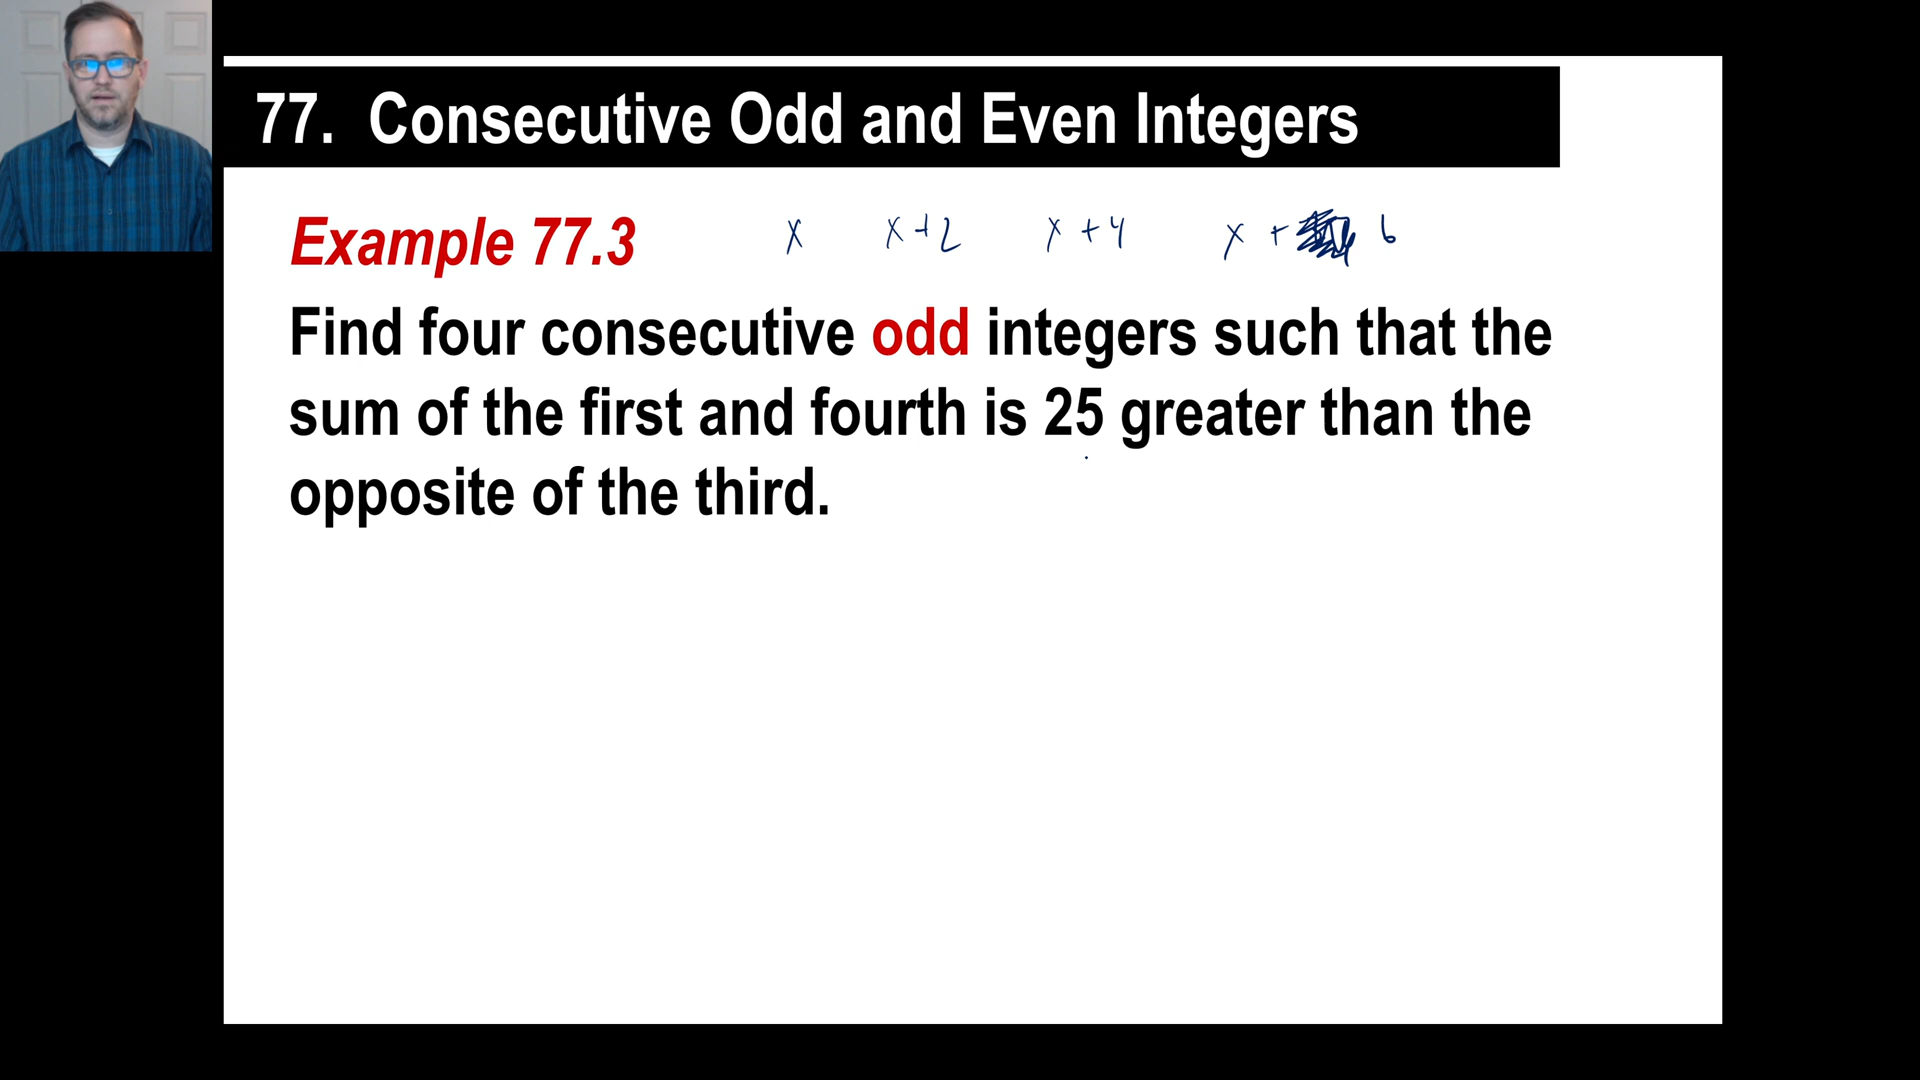 77. Consecutive Odd and Even Integers
Example 77.3 x x+2 x+4 x+ 6
Find four consecutive odd integers such that the
sum of the first and fourth is 25 greater than the
opposite of the third.